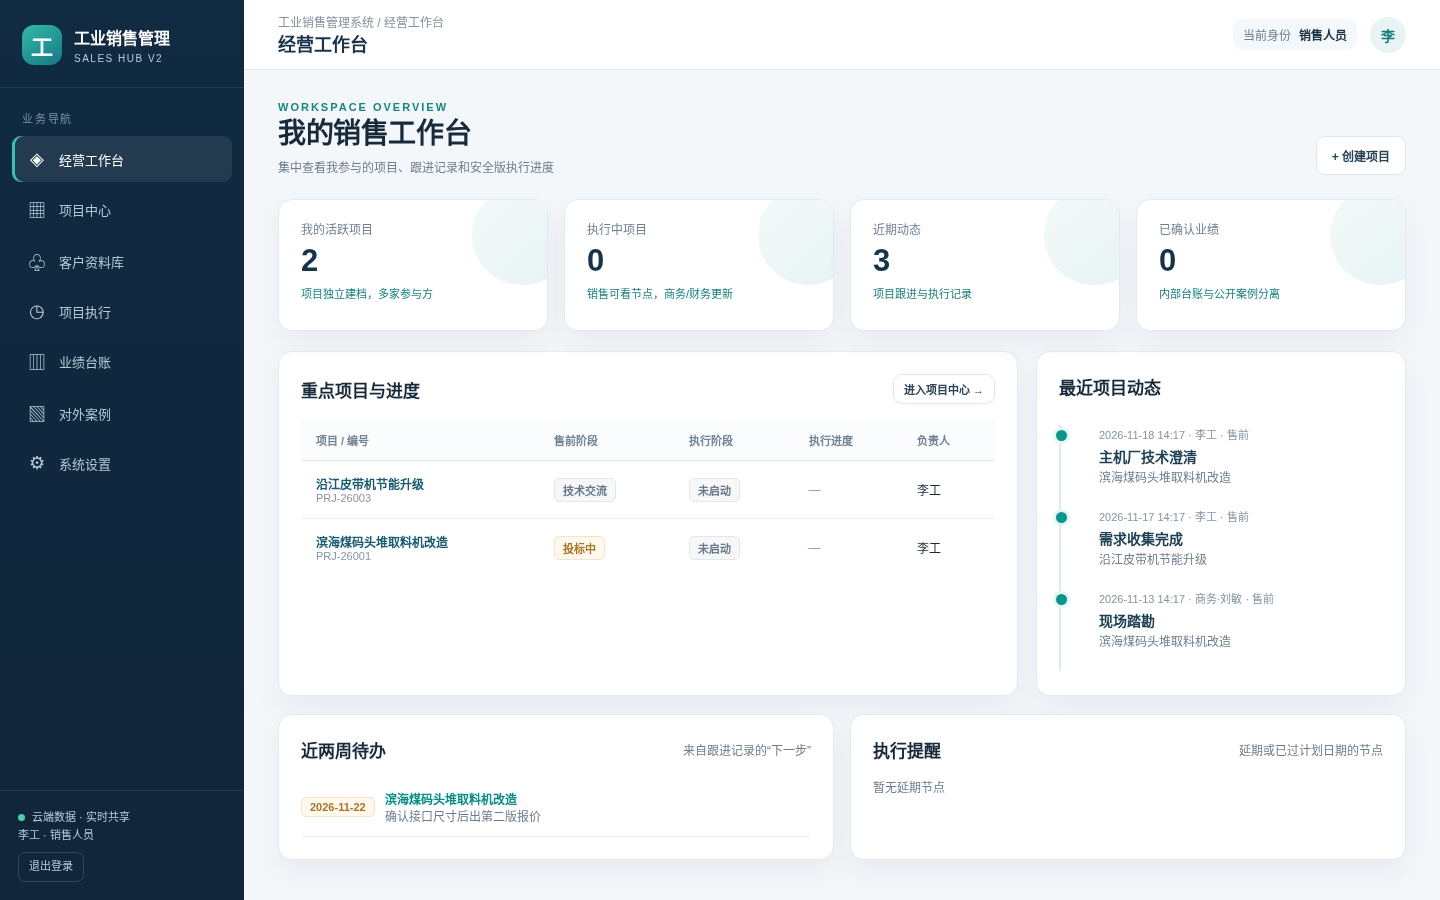 工
工业销售管理
SALES HUB V2
业务导航
经营工作台
项目中心
客户资料库
项目执行
业绩台账
对外案例
系统设置
云端数据 · 实时共享
李工 · 销售人员
退出登录
工业销售管理系统 / 经营工作台
经营工作台
当前身份 销售人员
李
WORKSPACE OVERVIEW
我的销售工作台
集中查看我参与的项目、跟进记录和安全版执行进度
+ 创建项目
我的活跃项目
2
项目独立建档，多家参与方
执行中项目
0
销售可看节点，商务/财务更新
近期动态
3
项目跟进与执行记录
已确认业绩
0
内部台账与公开案例分离
重点项目与进度
进入项目中心 →
项目 / 编号 售前阶段 执行阶段 执行进度 负责人
沿江皮带机节能升级
PRJ-26003
技术交流 未启动 — 李工
滨海煤码头堆取料机改造
PRJ-26001
投标中 未启动 — 李工
最近项目动态
2026-11-18 14:17 · 李工 · 售前
主机厂技术澄清
滨海煤码头堆取料机改造
2026-11-17 14:17 · 李工 · 售前
需求收集完成
沿江皮带机节能升级
2026-11-13 14:17 · 商务·刘敏 · 售前
现场踏勘
滨海煤码头堆取料机改造
近两周待办
来自跟进记录的“下一步”
2026-11-22
滨海煤码头堆取料机改造
确认接口尺寸后出第二版报价
执行提醒
延期或已过计划日期的节点
暂无延期节点